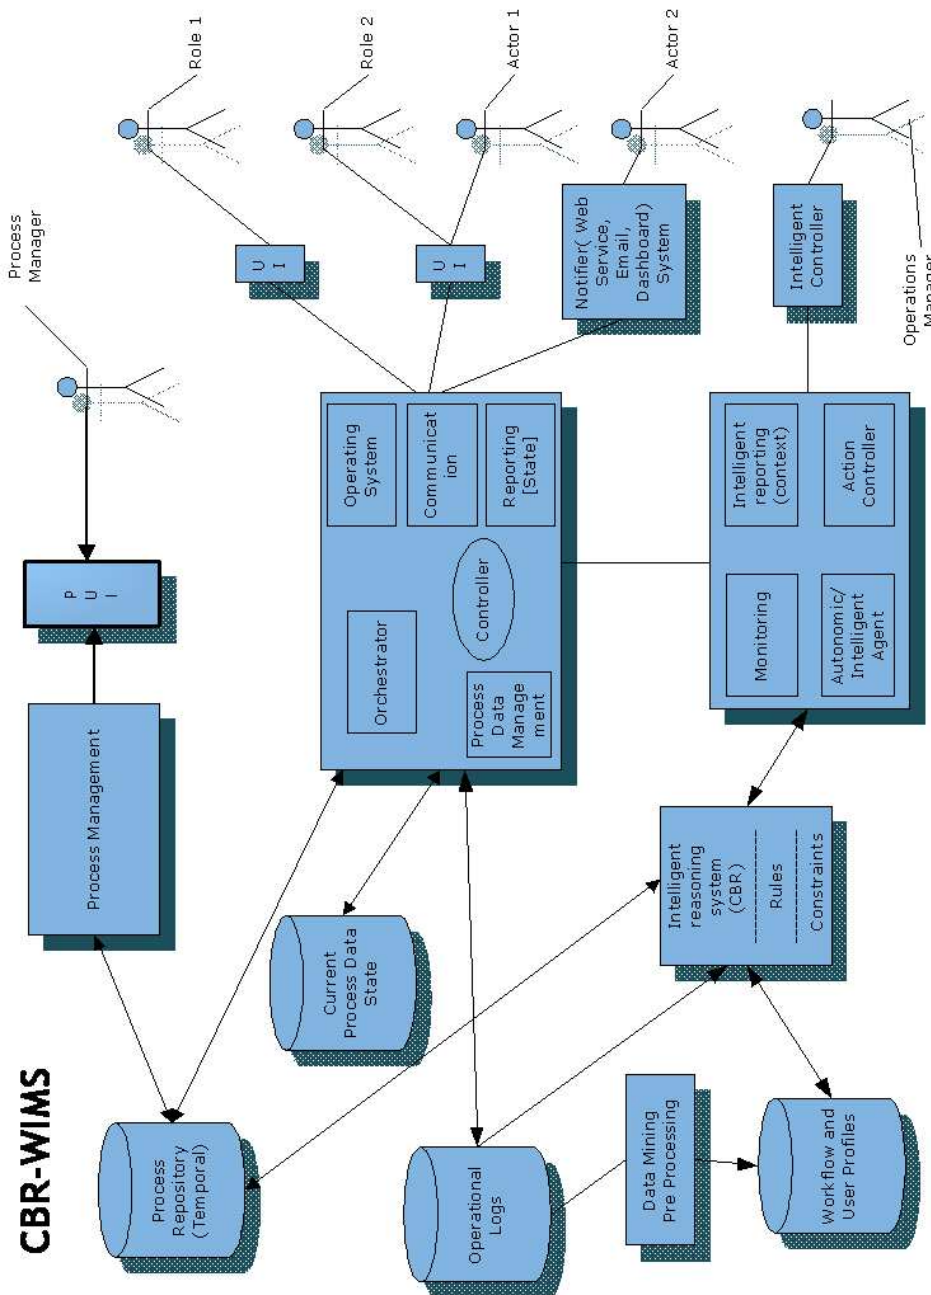 CBR-WIMS
Process
Manager
Process Management
P
U
I
Role 1
Process
Repository
(Temporal)
U
I
Role 2
Current
Process Data
State
Orchestrator
Operating
System
U
I
Actor 1
Communicat
ion
Operational
Logs
Process
Data
Manage
ment
Controller
Reporting
[State]
Notifier( Web
Service,
Email,
Dashboard)
System
Actor 2
Data Mining
Pre Processing
Intelligent
reasoning
system
(CBR)
Rules
Constraints
Monitoring
Intelligent
reporting
(context)
Intelligent
Controller
Workflow and
User Profiles
Autonomic/
Intelligent
Agent
Action
Controller
Operations
Manager